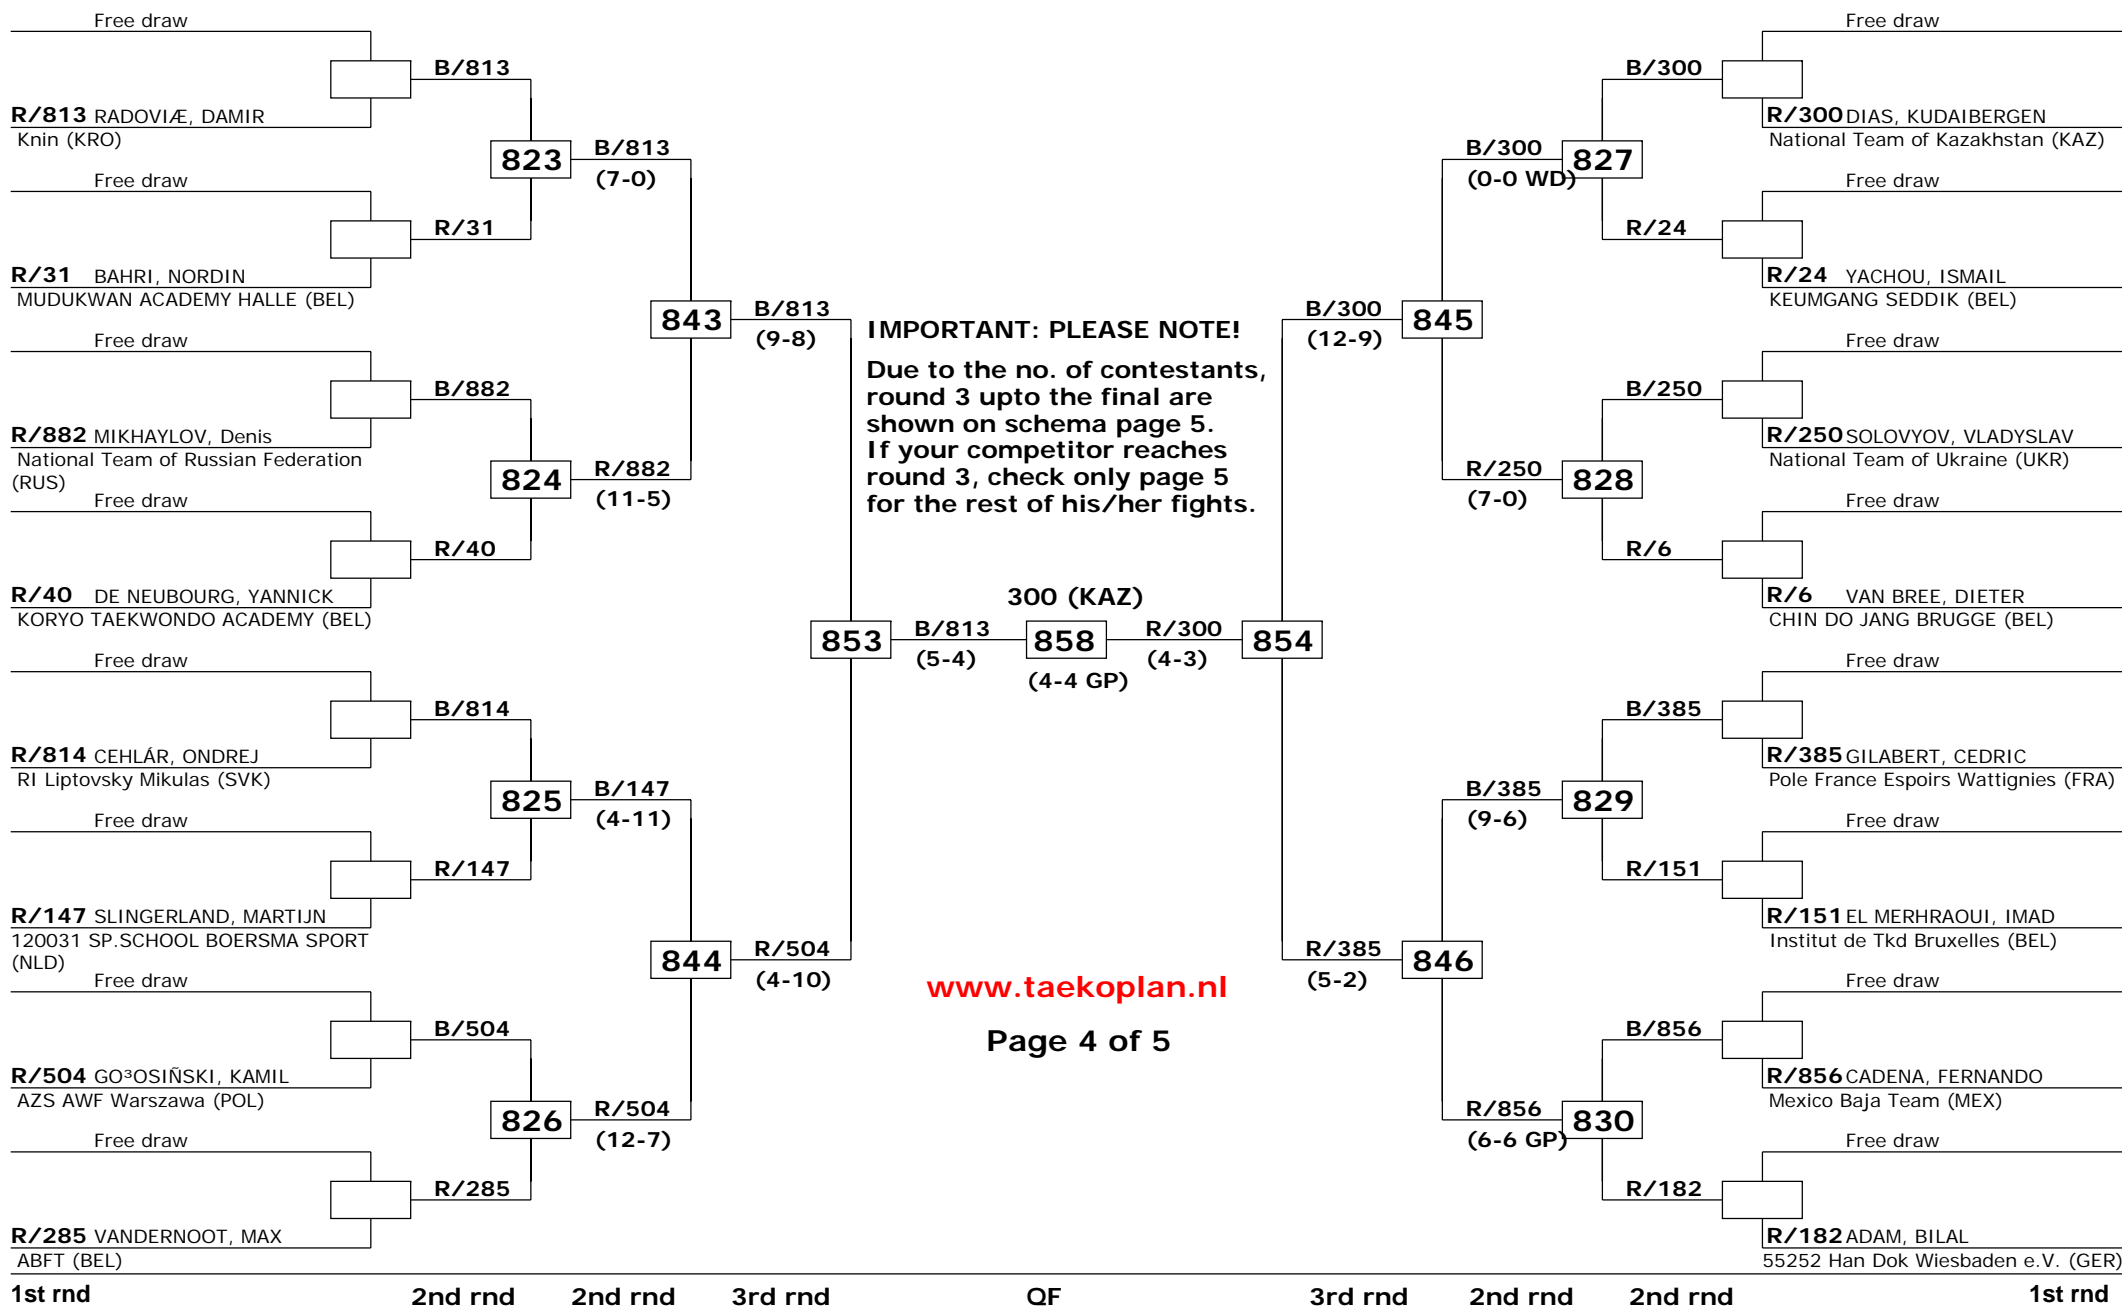 Free draw
B/813
R/813 RADOVIÆ, DAMIR
Knin (KRO)
823
B/813
(7-0)
Free draw
R/31
R/31 BAHRI, NORDIN
MUDUKWAN ACADEMY HALLE (BEL)
843
B/813
(9-8)
Free draw
B/882
R/882 MIKHAYLOV, Denis
National Team of Russian Federation
(RUS)
824
R/882
(11-5)
Free draw
R/40
R/40 DE NEUBOURG, YANNICK
KORYO TAEKWONDO ACADEMY (BEL)
853
B/813
(5-4)
Free draw
B/814
R/814 CEHLÁR, ONDREJ
RI Liptovsky Mikulas (SVK)
825
B/147
(4-11)
Free draw
R/147
R/147 SLINGERLAND, MARTIJN
120031 SP.SCHOOL BOERSMA SPORT
(NLD)
844
R/504
(4-10)
Free draw
B/504
R/504 GO³OSIÑSKI, KAMIL
AZS AWF Warszawa (POL)
826
R/504
(12-7)
Free draw
R/285
R/285 VANDERNOOT, MAX
ABFT (BEL)
IMPORTANT: PLEASE NOTE!
Due to the no. of contestants,
round 3 upto the final are
shown on schema page 5.
If your competitor reaches
round 3, check only page 5
for the rest of his/her fights.
300 (KAZ)
858
(4-4 GP)
www.taekoplan.nl
Page 4 of 5
Free draw
B/300
R/300 DIAS, KUDAIBERGEN
National Team of Kazakhstan (KAZ)
B/300
827
(0-0 WD)
Free draw
R/24
R/24 YACHOU, ISMAIL
KEUMGANG SEDDIK (BEL)
B/300
845
(12-9)
Free draw
B/250
R/250 SOLOVYOV, VLADYSLAV
National Team of Ukraine (UKR)
R/250
828
(7-0)
Free draw
R/6
R/6 VAN BREE, DIETER
CHIN DO JANG BRUGGE (BEL)
R/300
854
(4-3)
Free draw
B/385
R/385 GILABERT, CEDRIC
Pole France Espoirs Wattignies (FRA)
B/385
829
(9-6)
Free draw
R/151
R/151 EL MERHRAOUI, IMAD
Institut de Tkd Bruxelles (BEL)
R/385
846
(5-2)
Free draw
B/856
R/856 CADENA, FERNANDO
Mexico Baja Team (MEX)
R/856
830
(6-6 GP)
Free draw
R/182
R/182 ADAM, BILAL
55252 Han Dok Wiesbaden e.V. (GER)
1st rnd 2nd rnd 2nd rnd 3rd rnd QF 3rd rnd 2nd rnd 2nd rnd 1st rnd